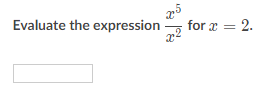 Evaluate the expression x^5/x^2 for x = 2.